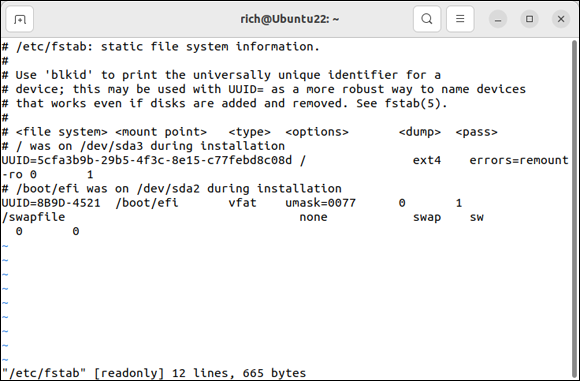 rich@Ubuntu22: ~
# /etc/fstab: static file system information.
#
# Use 'blkid' to print the universally unique identifier for a
# device; this may be used with UUID= as a more robust way to name devices
# that works even if disks are added and removed. See fstab(5).
#
# <file system> <mount point>   <type>  <options>       <dump>  <pass>
# / was on /dev/sda3 during installation
UUID=5cfa3b9b-29b5-4f3c-8e15-c77febd8c08d /               ext4    errors=remount
-ro 0       1
# /boot/efi was on /dev/sda2 during installation
UUID=8B9D-4521  /boot/efi       vfat    umask=0077      0       1
/swapfile                                 none            swap    sw
  0       0
~
~
~
~
~
~
~
~
~
"/etc/fstab" [readonly] 12 lines, 665 bytes